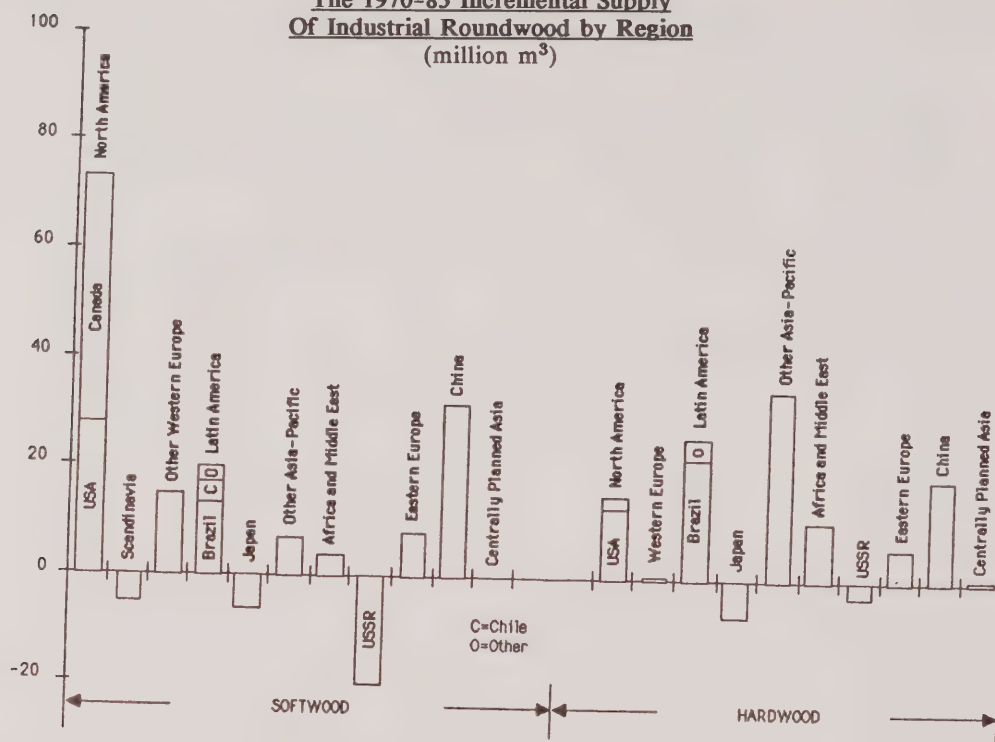 The 1970-85 Incremental Supply
Of Industrial Roundwood by Region
(million m³)
100
80
60
40
20
0
-20
North America
Canada
USA
Scandinavia
Other Western Europe
Latin America
O
C
Brazil
Japan
Other Asia-Pacific
Africa and Middle East
USSR
Eastern Europe
China
Centrally Planned Asia
North America
USA
Western Europe
Latin America
O
Brazil
Japan
Other Asia-Pacific
Africa and Middle East
USSR
Eastern Europe
China
Centrally Planned Asia
C=Chile
O=Other
SOFTWOOD
HARDWOOD